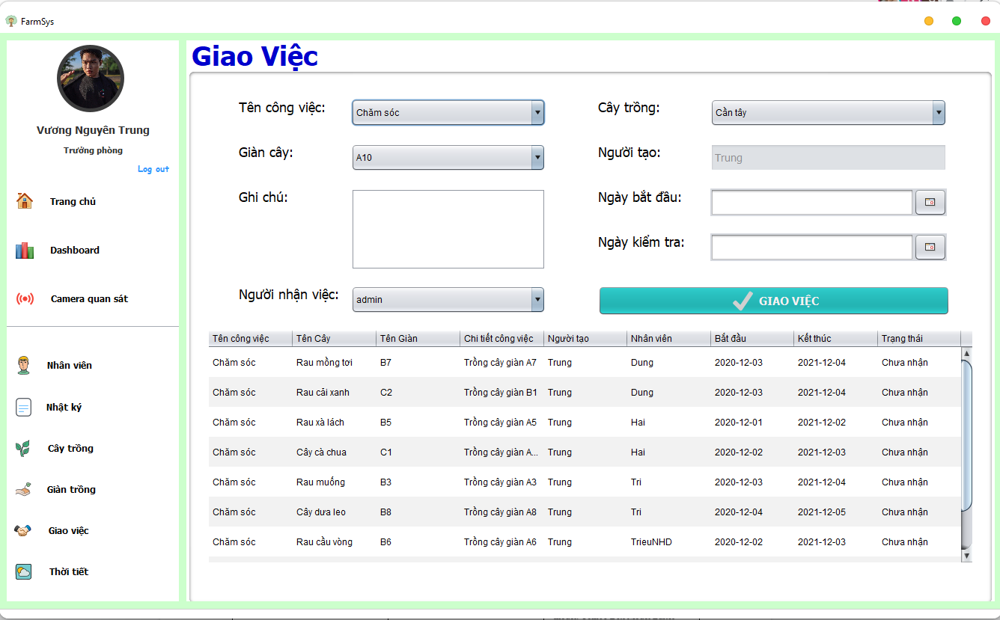 FarmSys
Vương Nguyên Trung
Trưởng phòng
Log out
Trang chủ
Dashboard
Camera quan sát
Nhân viên
Nhật ký
Cây trồng
Giàn trồng
Giao việc
Thời tiết
Giao Việc
Tên công việc: Chăm sóc
Cây trồng: Cần tây
Giàn cây: A10
Người tạo: Trung
Ghi chú:
Ngày bắt đầu:
Ngày kiểm tra:
Người nhận việc: admin
GIAO VIỆC
Tên công việc Tên Cây Tên Giàn Chi tiết công việc Người tạo Nhân viên Bắt đầu Kết thúc Trạng thái
Chăm sóc Rau mồng tơi B7 Trồng cây giàn A7 Trung Dung 2020-12-03 2021-12-04 Chưa nhận
Chăm sóc Rau cải xanh C2 Trồng cây giàn B1 Trung Dung 2020-12-03 2021-12-04 Chưa nhận
Chăm sóc Rau xà lách B5 Trồng cây giàn A5 Trung Hai 2020-12-01 2021-12-02 Chưa nhận
Chăm sóc Cây cà chua C1 Trồng cây giàn A... Trung Hai 2020-12-02 2021-12-03 Chưa nhận
Chăm sóc Rau muống B3 Trồng cây giàn A3 Trung Tri 2020-12-03 2021-12-04 Chưa nhận
Chăm sóc Cây dưa leo B8 Trồng cây giàn A8 Trung Tri 2020-12-04 2021-12-05 Chưa nhận
Chăm sóc Rau cầu vòng B6 Trồng cây giàn A6 Trung TrieuNHD 2020-12-02 2021-12-03 Chưa nhận